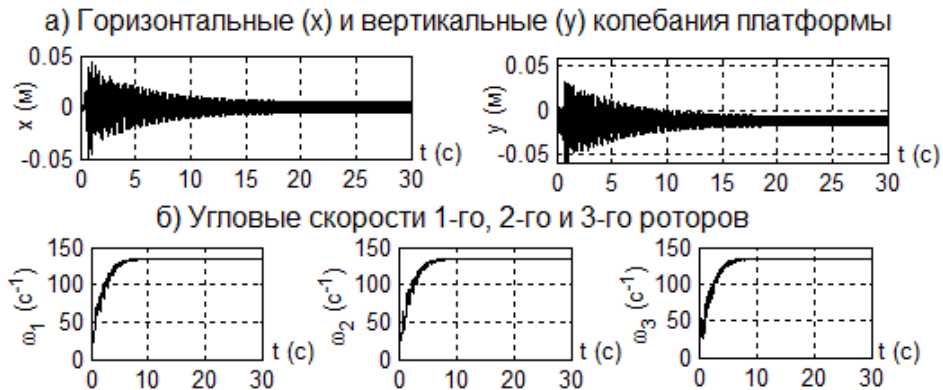 а) Горизонтальные (x) и вертикальные (y) колебания платформы
0.05
0
-0.05
x (м)
0 5 10 15 20 25 30
t (с)
0.05
0
-0.05
y (м)
0 5 10 15 20 25 30
t (с)
б) Угловые скорости 1-го, 2-го и 3-го роторов
150
100
50
0
ω₁ (с⁻¹)
0 10 20 30
t (с)
150
100
50
0
ω₂ (с⁻¹)
0 10 20 30
t (с)
150
100
50
0
ω₃ (с⁻¹)
0 10 20 30
t (с)